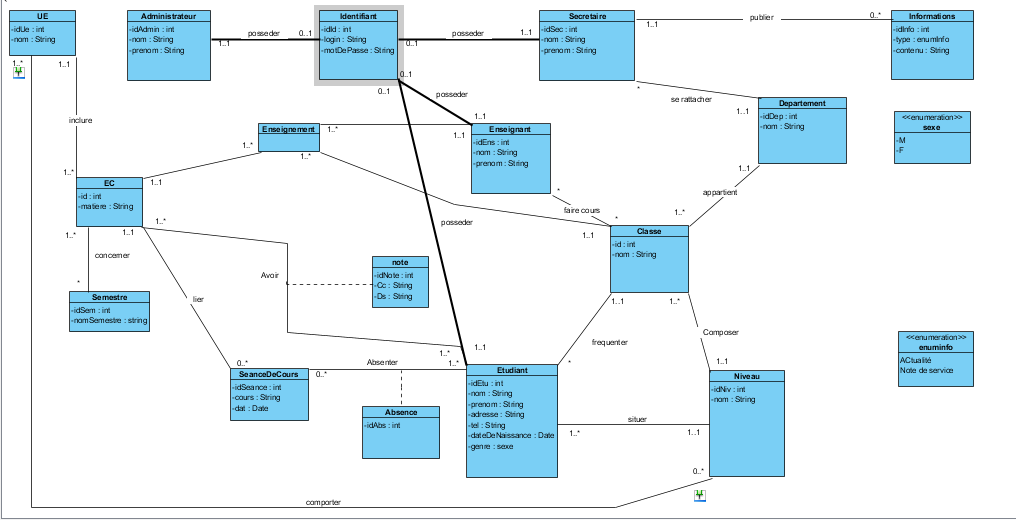 UE
-idUe : int
-nom : String
Administrateur
-idAdmin : int
-nom : String
-prenom : String
1..1
posseder
0..1
Identifiant
-idId : int
-login : String
-motDePasse : String
0..1
posseder
1..1
Secretaire
-idSec : int
-nom : String
-prenom : String
1..1
publier
0..*
Informations
-idInfo : int
-type : enumInfo
-contenu : String
1..*
1..1
inclure
1..*
0..1
0..1
posseder
1..1
*
se rattacher
1..1
Departement
-idDep : int
-nom : String
<<enumeration>>
sexe
-M
-F
Enseignement
1..*
1..1
1..*
1..*
Enseignant
-idEns : int
-nom : String
-prenom : String
*
faire cours
*
1..1
1..1
appartient
1..*
EC
-id : int
-matiere : String
1..1
1..*
1..*
1..1
concerner
*
posseder
Classe
-id : int
-nom : String
Semestre
-idSem : int
-nomSemestre : string
Avoir
note
-idNote : int
-Cc : String
-Ds : String
lier
1..1
1..*
frequenter
*
Composer
1..1
<<enumeration>>
enuminfo
ACtualité
Note de service
1..*
1..1
0..*
SeanceDeCours
-idSeance : int
-cours : String
-dat : Date
0..*
Absenter
1..*
Absence
-idAbs : int
Etudiant
-idEtu : int
-nom : String
-prenom : String
-adresse : String
-tel : String
-dateDeNaissance : Date
-genre : sexe
1..*
situer
1..1
Niveau
-idNiv : int
-nom : String
0..*
comporter